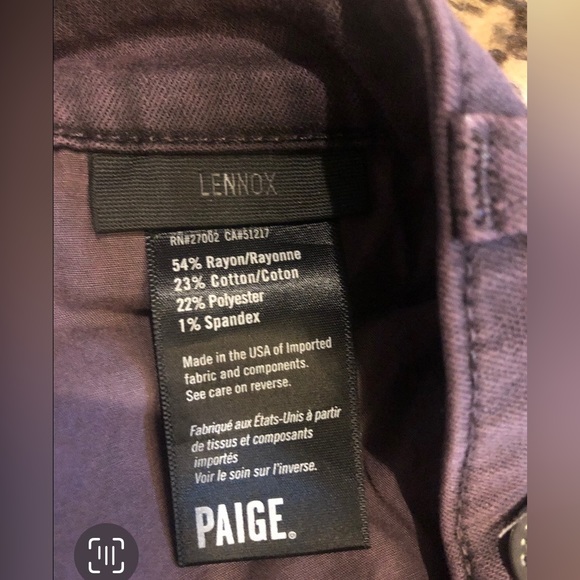 LENNOX
RN#27002 CA#51217
54% Rayon/Rayonne
23% Cotton/Coton
22% Polyester
1% Spandex
Made in the USA of Imported
fabric and components.
See care on reverse.
Fabriqué aux États-Unis à partir
de tissus et composants
importés
Voir le soin sur l'inverse.
PAIGE®